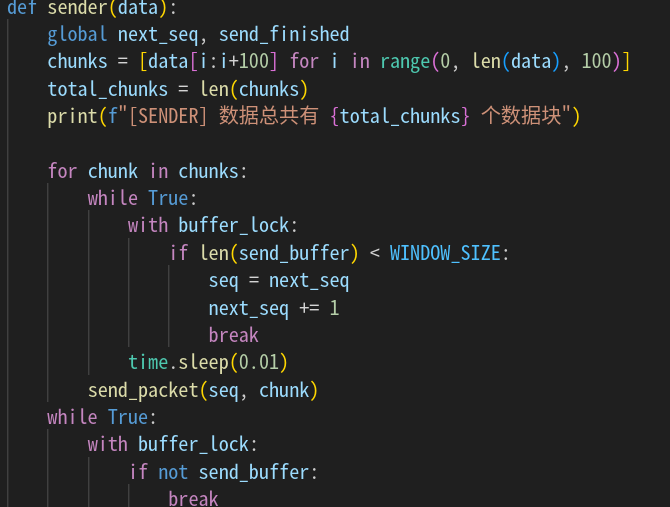 def sender(data):
    global next_seq, send_finished
    chunks = [data[i:i+100] for i in range(0, len(data), 100)]
    total_chunks = len(chunks)
    print(f"[SENDER] 数据总共有 {total_chunks} 个数据块")

    for chunk in chunks:
        while True:
            with buffer_lock:
                if len(send_buffer) < WINDOW_SIZE:
                    seq = next_seq
                    next_seq += 1
                    break
            time.sleep(0.01)
        send_packet(seq, chunk)
    while True:
        with buffer_lock:
            if not send_buffer:
                break